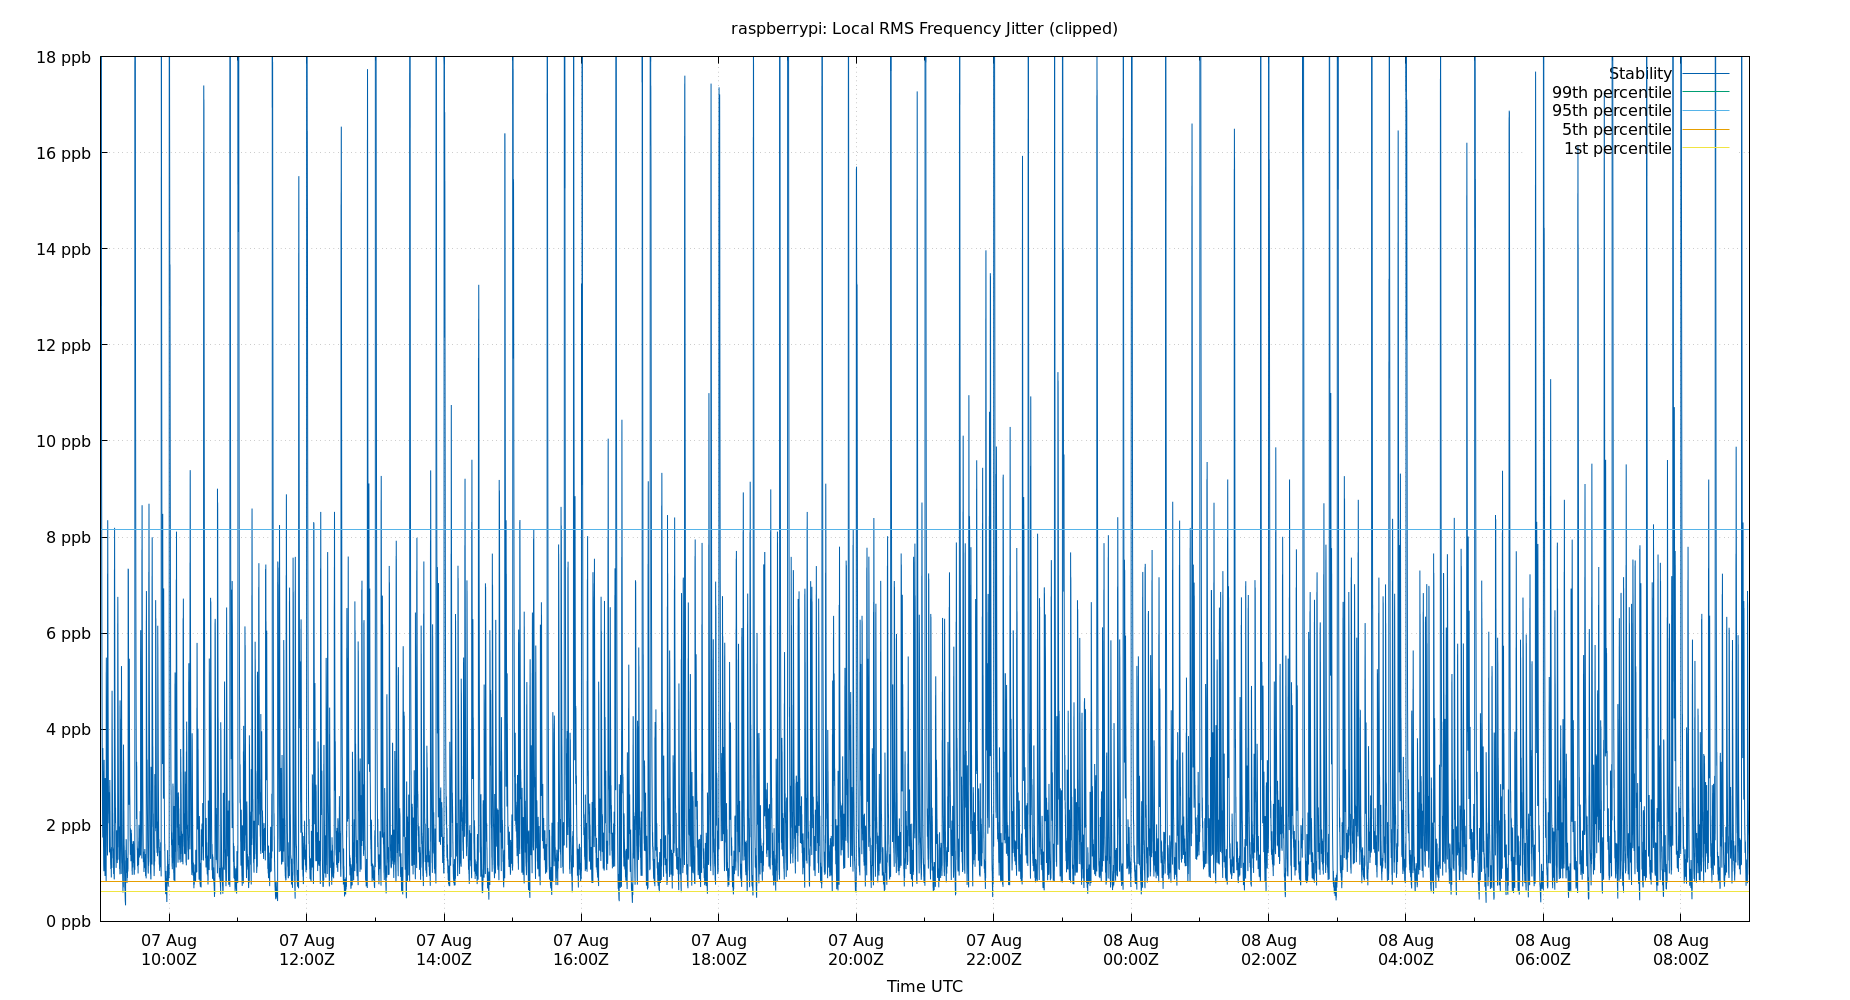 raspberrypi: Local RMS Frequency Jitter (clipped)
18 ppb
16 ppb
14 ppb
12 ppb
10 ppb
8 ppb
6 ppb
4 ppb
2 ppb
0 ppb
Stability
99th percentile
95th percentile
5th percentile
1st percentile
07 Aug 07 Aug 07 Aug 07 Aug 07 Aug 07 Aug 07 Aug 08 Aug 08 Aug 08 Aug 08 Aug 08 Aug
10:00Z 12:00Z 14:00Z 16:00Z 18:00Z 20:00Z 22:00Z 00:00Z 02:00Z 04:00Z 06:00Z 08:00Z
Time UTC